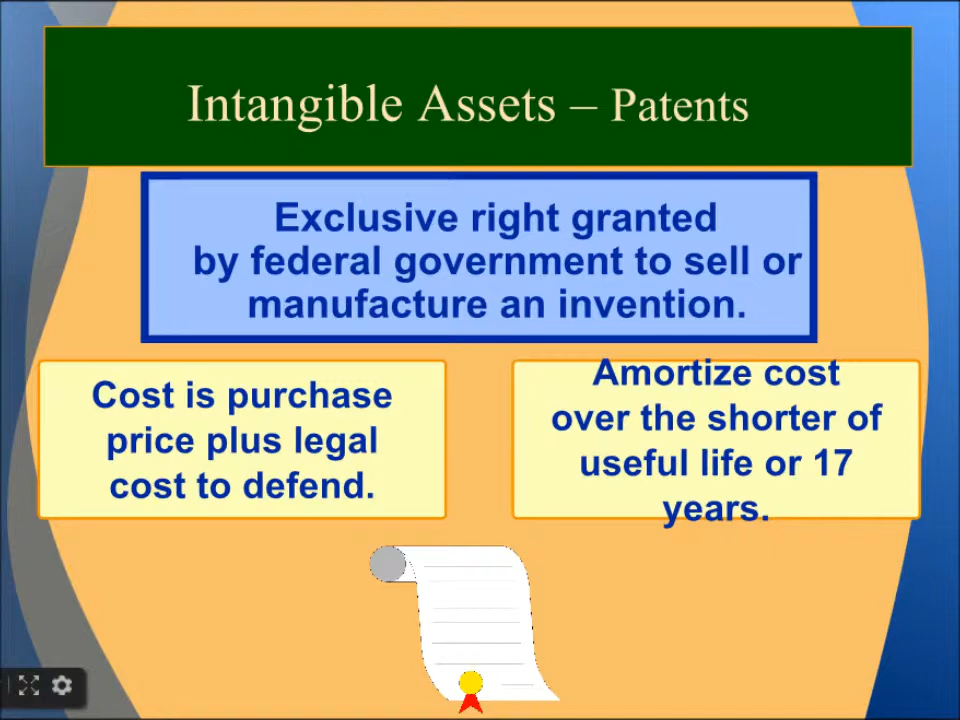 Intangible Assets – Patents
Exclusive right granted
by federal government to sell or
manufacture an invention.
Cost is purchase
price plus legal
cost to defend.
Amortize cost
over the shorter of
useful life or 17
years.